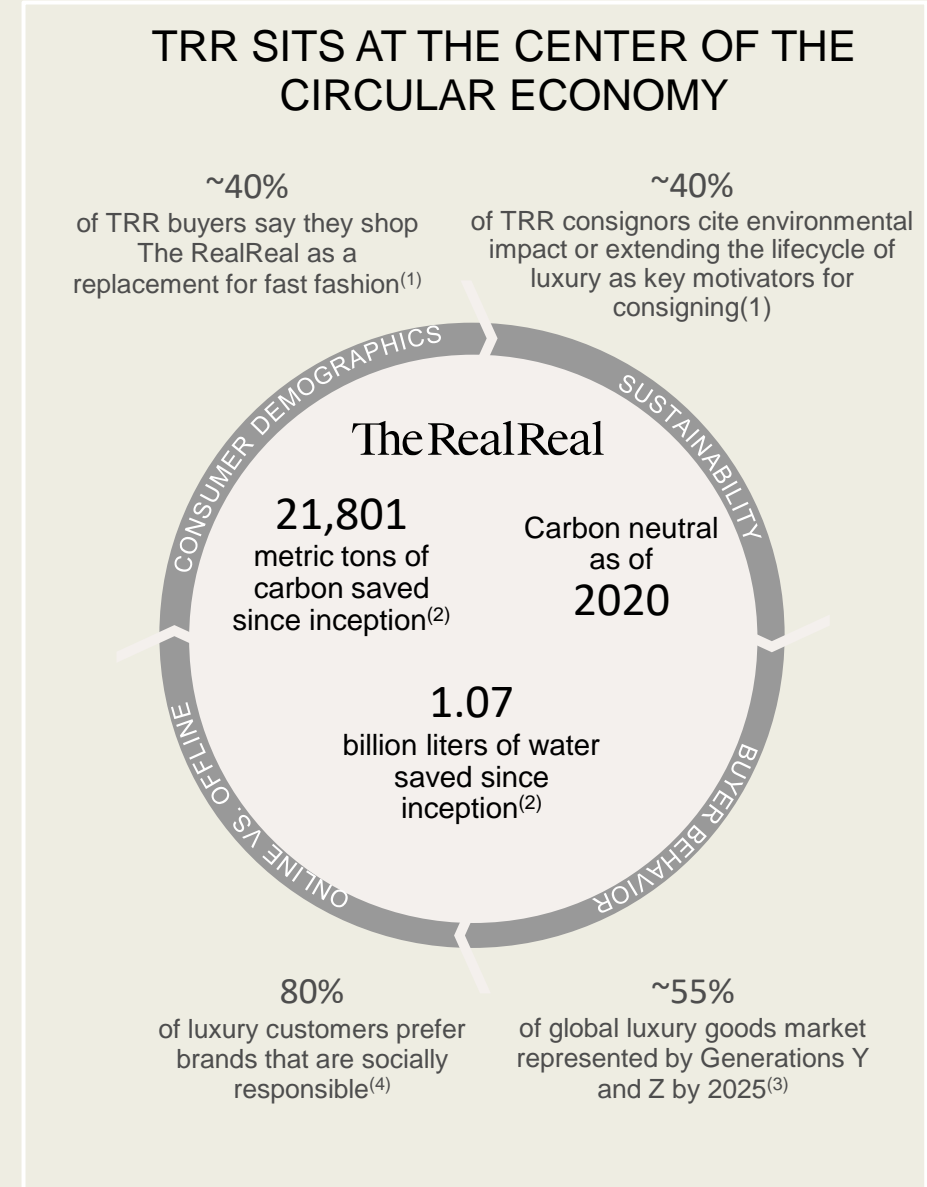 TRR SITS AT THE CENTER OF THE
CIRCULAR ECONOMY
~40%
of TRR buyers say they shop
The RealReal as a
replacement for fast fashion(1)
~40%
of TRR consignors cite environmental
impact or extending the lifecycle of
luxury as key motivators for
consigning(1)
CONSUMER DEMOGRAPHICS
SUSTAINABILITY
The RealReal
21,801
metric tons of
carbon saved
since inception(2)
Carbon neutral
as of
2020
1.07
billion liters of water
saved since
inception(2)
ONLINE VS. OFFLINE
BUYER BEHAVIOR
80%
of luxury customers prefer
brands that are socially
responsible(4)
~55%
of global luxury goods market
represented by Generations Y
and Z by 2025(3)